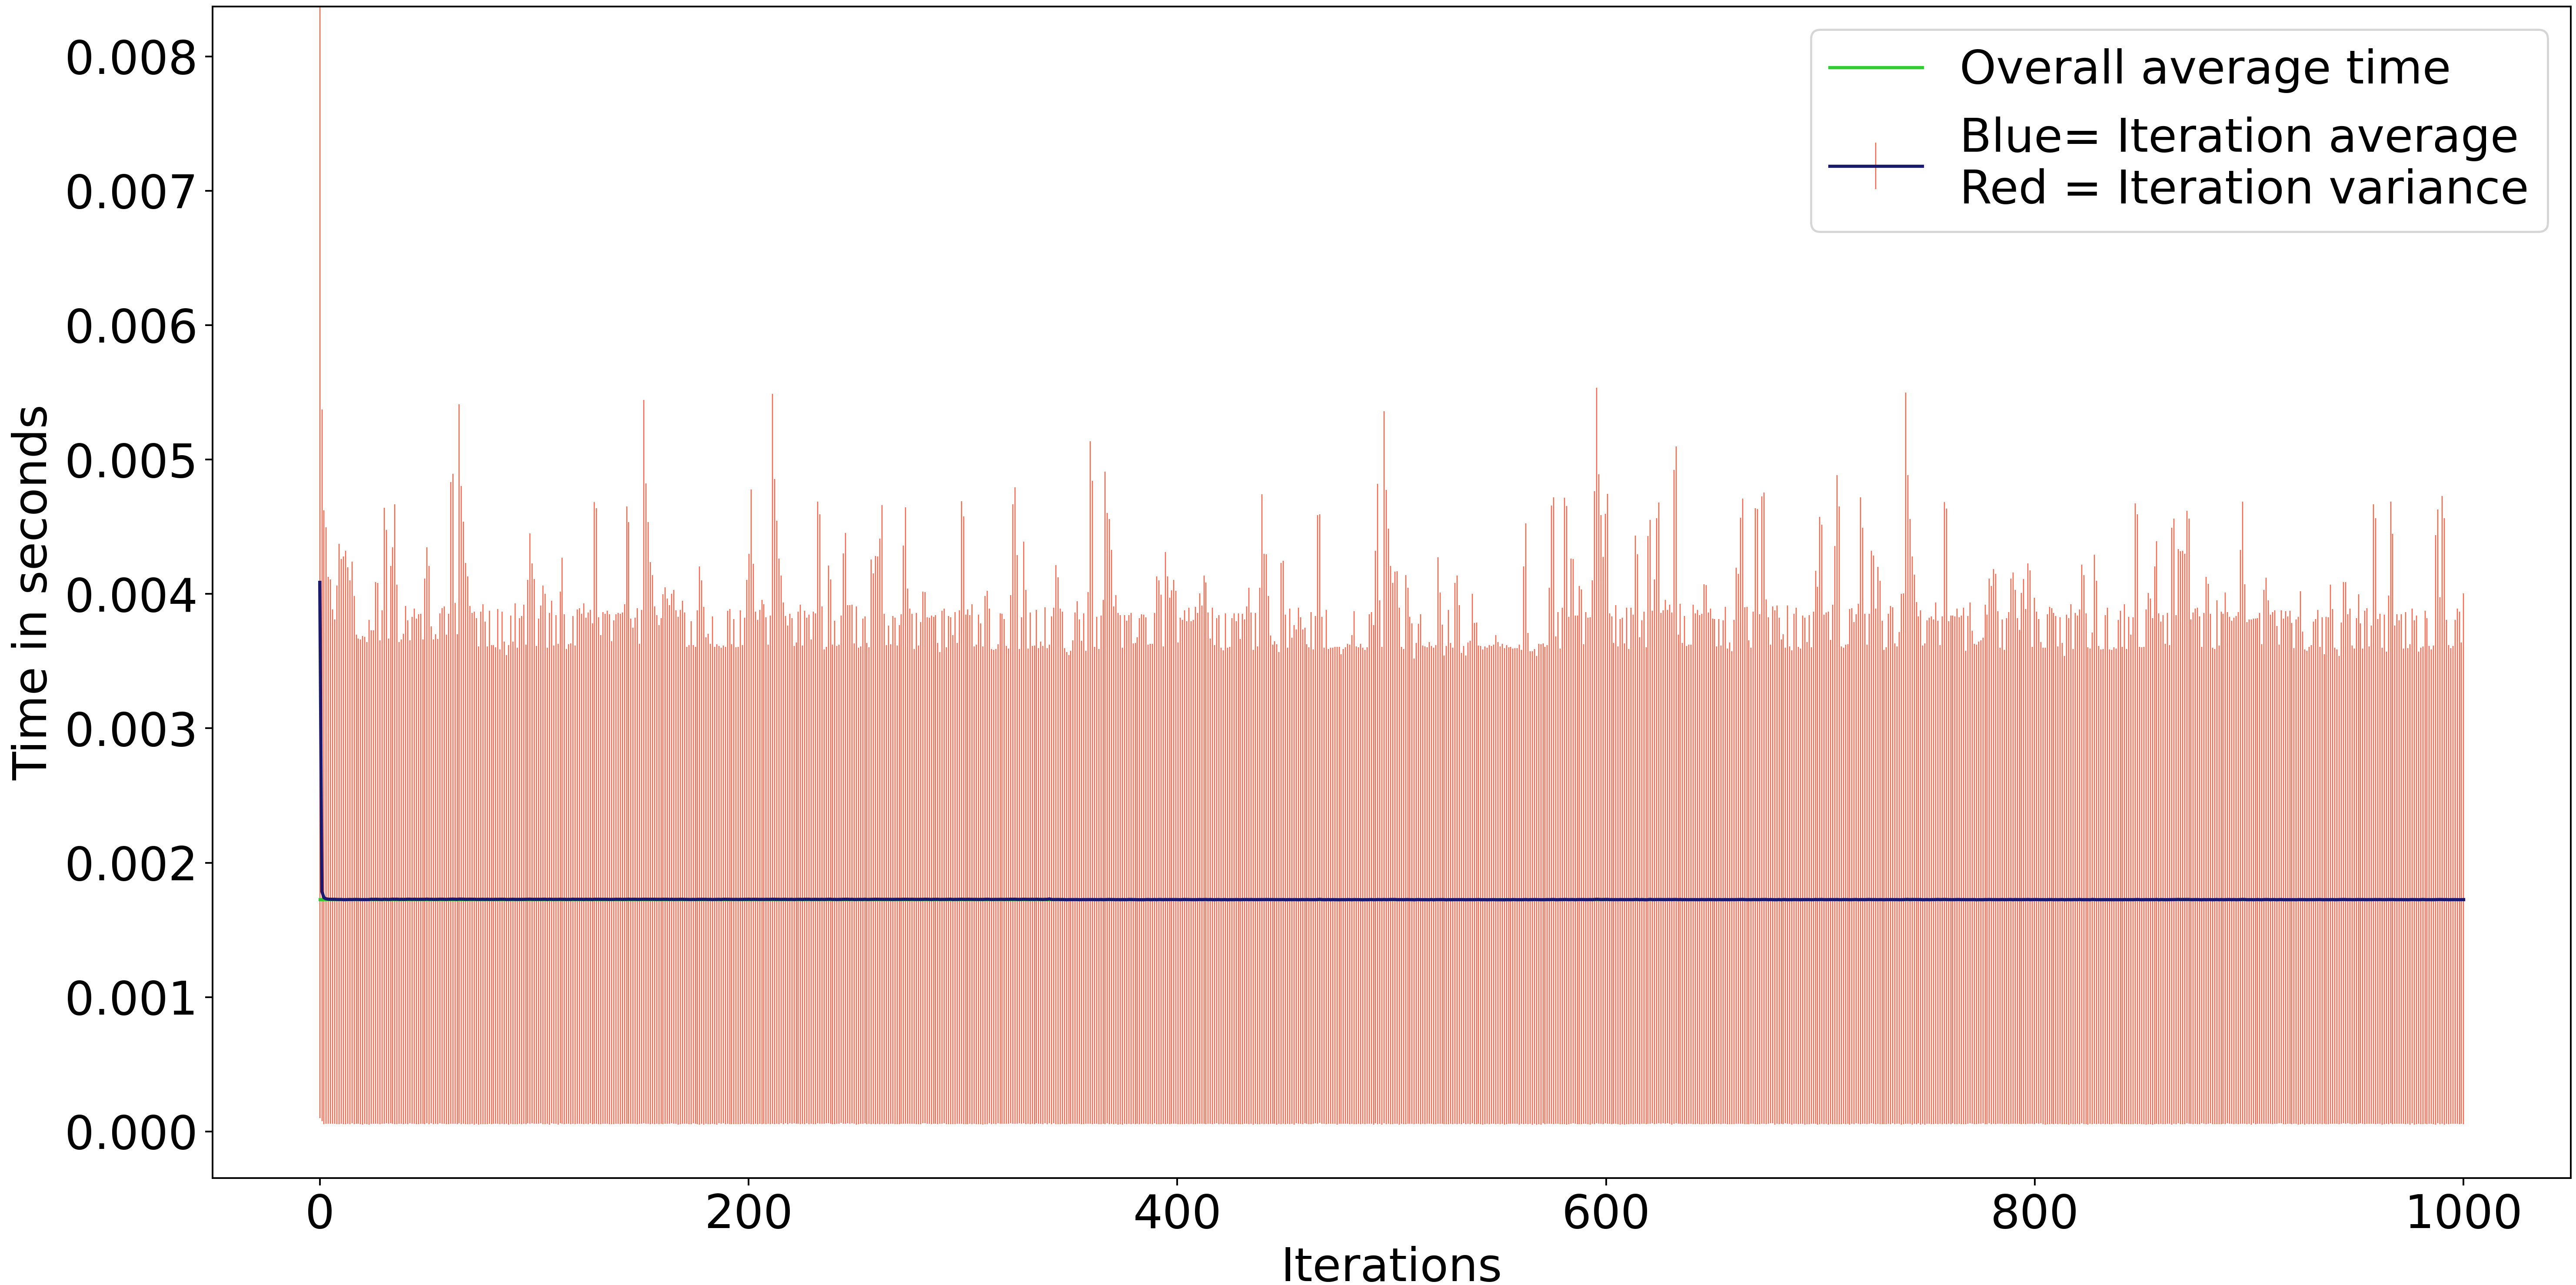 0.008
0.007
0.006
0.005
0.004
0.003
0.002
0.001
0.000
Time in seconds
0 200 400 600 800 1000
Iterations
Overall average time
Blue= Iteration average
Red = Iteration variance